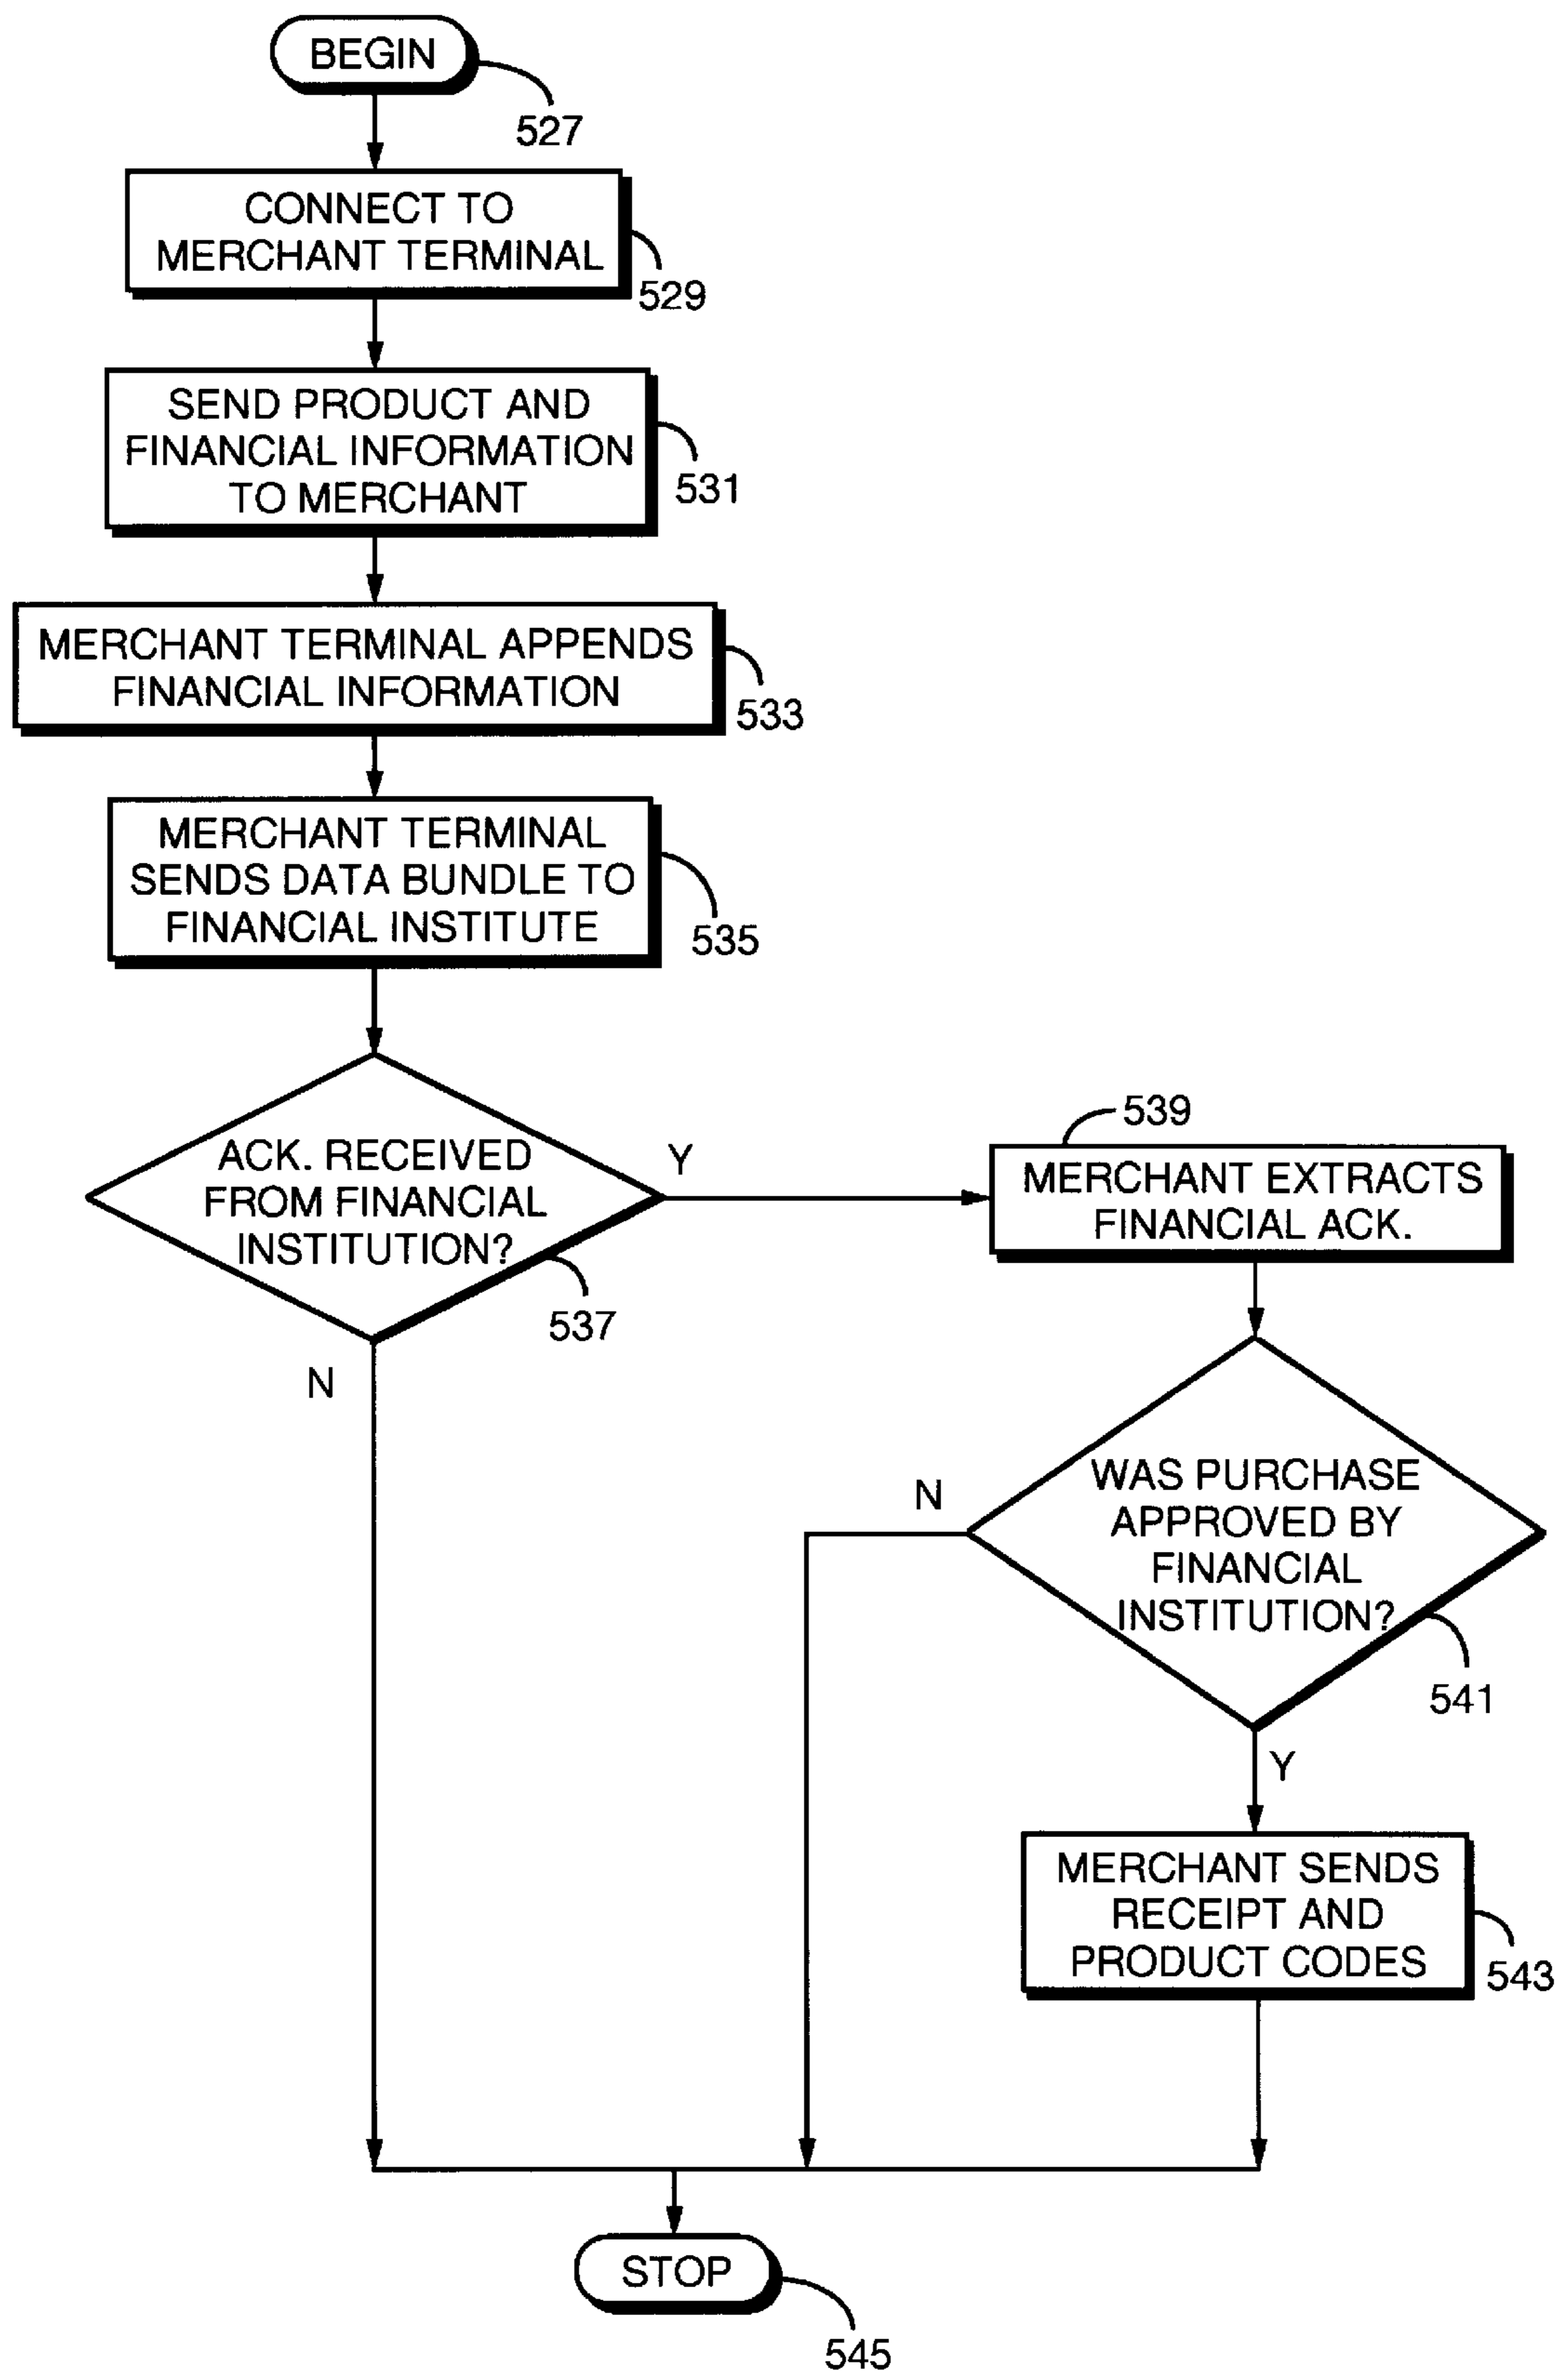 BEGIN
527
CONNECT TO
MERCHANT TERMINAL
529
SEND PRODUCT AND
FINANCIAL INFORMATION
TO MERCHANT
531
MERCHANT TERMINAL APPENDS
FINANCIAL INFORMATION
533
MERCHANT TERMINAL
SENDS DATA BUNDLE TO
FINANCIAL INSTITUTE
535
ACK. RECEIVED
FROM FINANCIAL
INSTITUTION?
537
Y
N
539
MERCHANT EXTRACTS
FINANCIAL ACK.
WAS PURCHASE
APPROVED BY
FINANCIAL
INSTITUTION?
541
N
Y
MERCHANT SENDS
RECEIPT AND
PRODUCT CODES
543
STOP
545